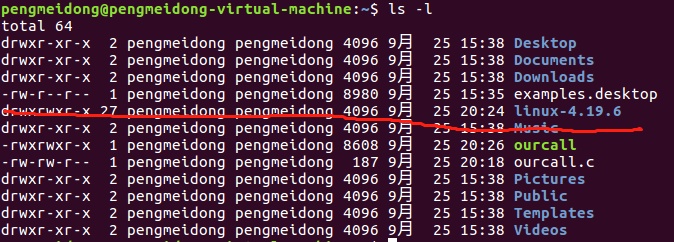 pengmeidong@pengmeidong-virtual-machine:~$ ls -l
total 64
drwxr-xr-x  2 pengmeidong pengmeidong 4096 9月  25 15:38 Desktop
drwxr-xr-x  2 pengmeidong pengmeidong 4096 9月  25 15:38 Documents
drwxr-xr-x  2 pengmeidong pengmeidong 4096 9月  25 15:38 Downloads
-rw-r--r--  1 pengmeidong pengmeidong 8980 9月  25 15:35 examples.desktop
drwxrwxr-x 27 pengmeidong pengmeidong 4096 9月  25 20:24 linux-4.19.6
drwxr-xr-x  2 pengmeidong pengmeidong 4096 9月  25 15:38 Music
-rwxrwxr-x  1 pengmeidong pengmeidong 8608 9月  25 20:26 ourcall
-rw-rw-r--  1 pengmeidong pengmeidong  187 9月  25 20:18 ourcall.c
drwxr-xr-x  2 pengmeidong pengmeidong 4096 9月  25 15:38 Pictures
drwxr-xr-x  2 pengmeidong pengmeidong 4096 9月  25 15:38 Public
drwxr-xr-x  2 pengmeidong pengmeidong 4096 9月  25 15:38 Templates
drwxr-xr-x  2 pengmeidong pengmeidong 4096 9月  25 15:38 Videos